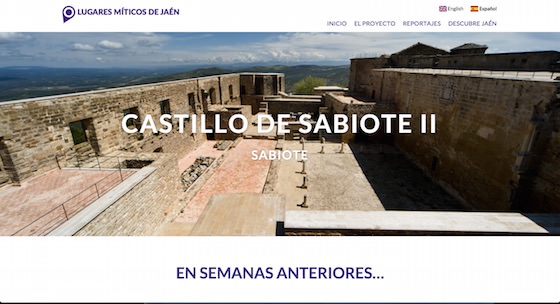 LUGARES MÍTICOS DE JAÉN
English
Español
INICIO EL PROYECTO REPORTAJES DESCUBRE JAÉN
CASTILLO DE SABIOTE II
SABIOTE
EN SEMANAS ANTERIORES...